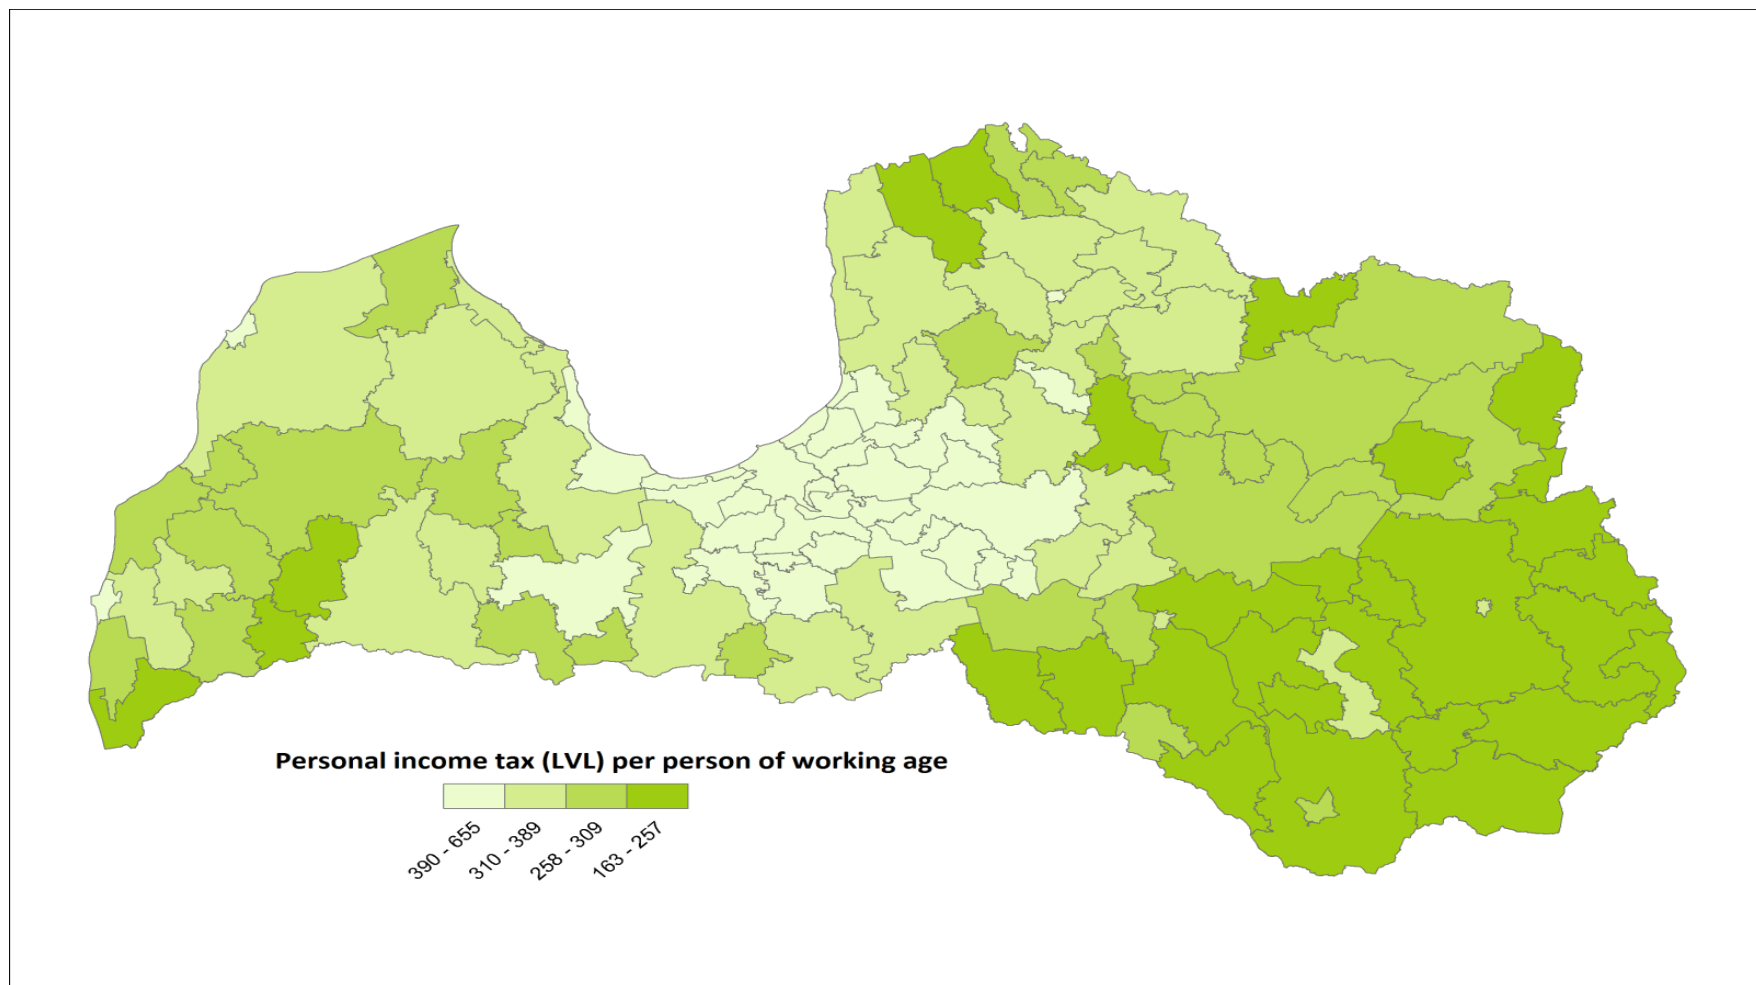 Personal income tax (LVL) per person of working age
390 - 655
310 - 389
258 - 309
163 - 257